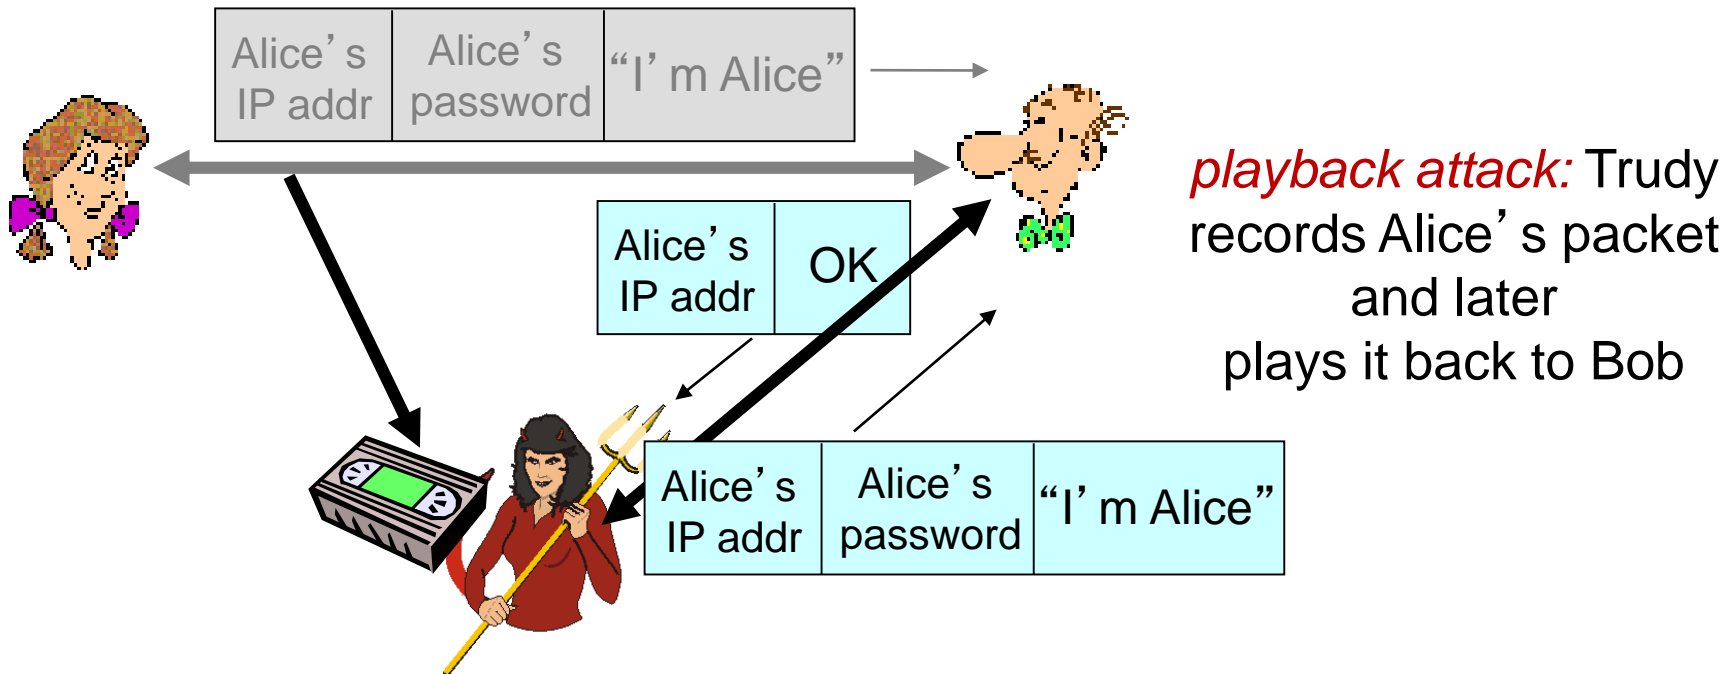 Alice’s
IP addr
Alice’s
password
“I’m Alice”
Alice’s
IP addr
OK
playback attack: Trudy
records Alice’s packet
and later
plays it back to Bob
Alice’s
IP addr
Alice’s
password
“I’m Alice”